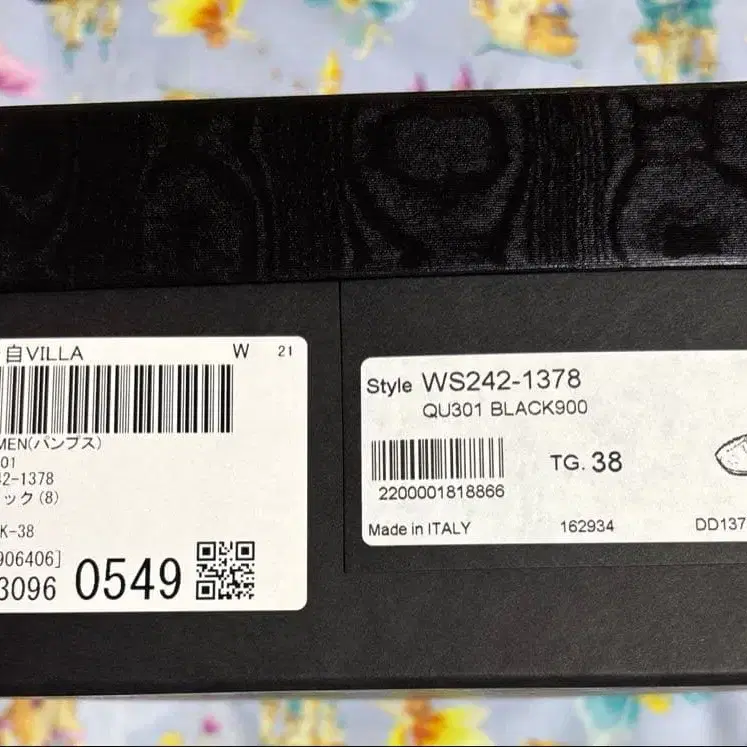 自VILLA W 21
MEN(パンプス)
01
42-1378
ック(8)
K-38
906406]
3096 0549
Style WS242-1378
QU301 BLACK900
TG. 38
2200001818866
Made in ITALY 162934 DD137